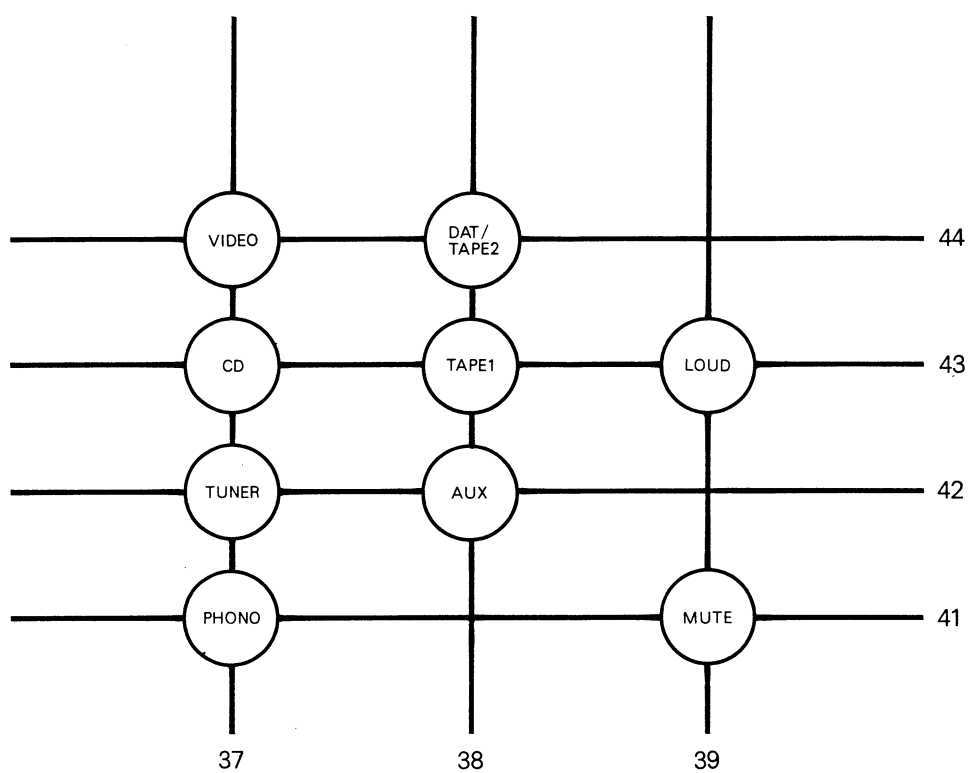 VIDEO
DAT/
TAPE2
44
CD
TAPE1
LOUD
43
TUNER
AUX
42
PHONO
MUTE
41
37
38
39